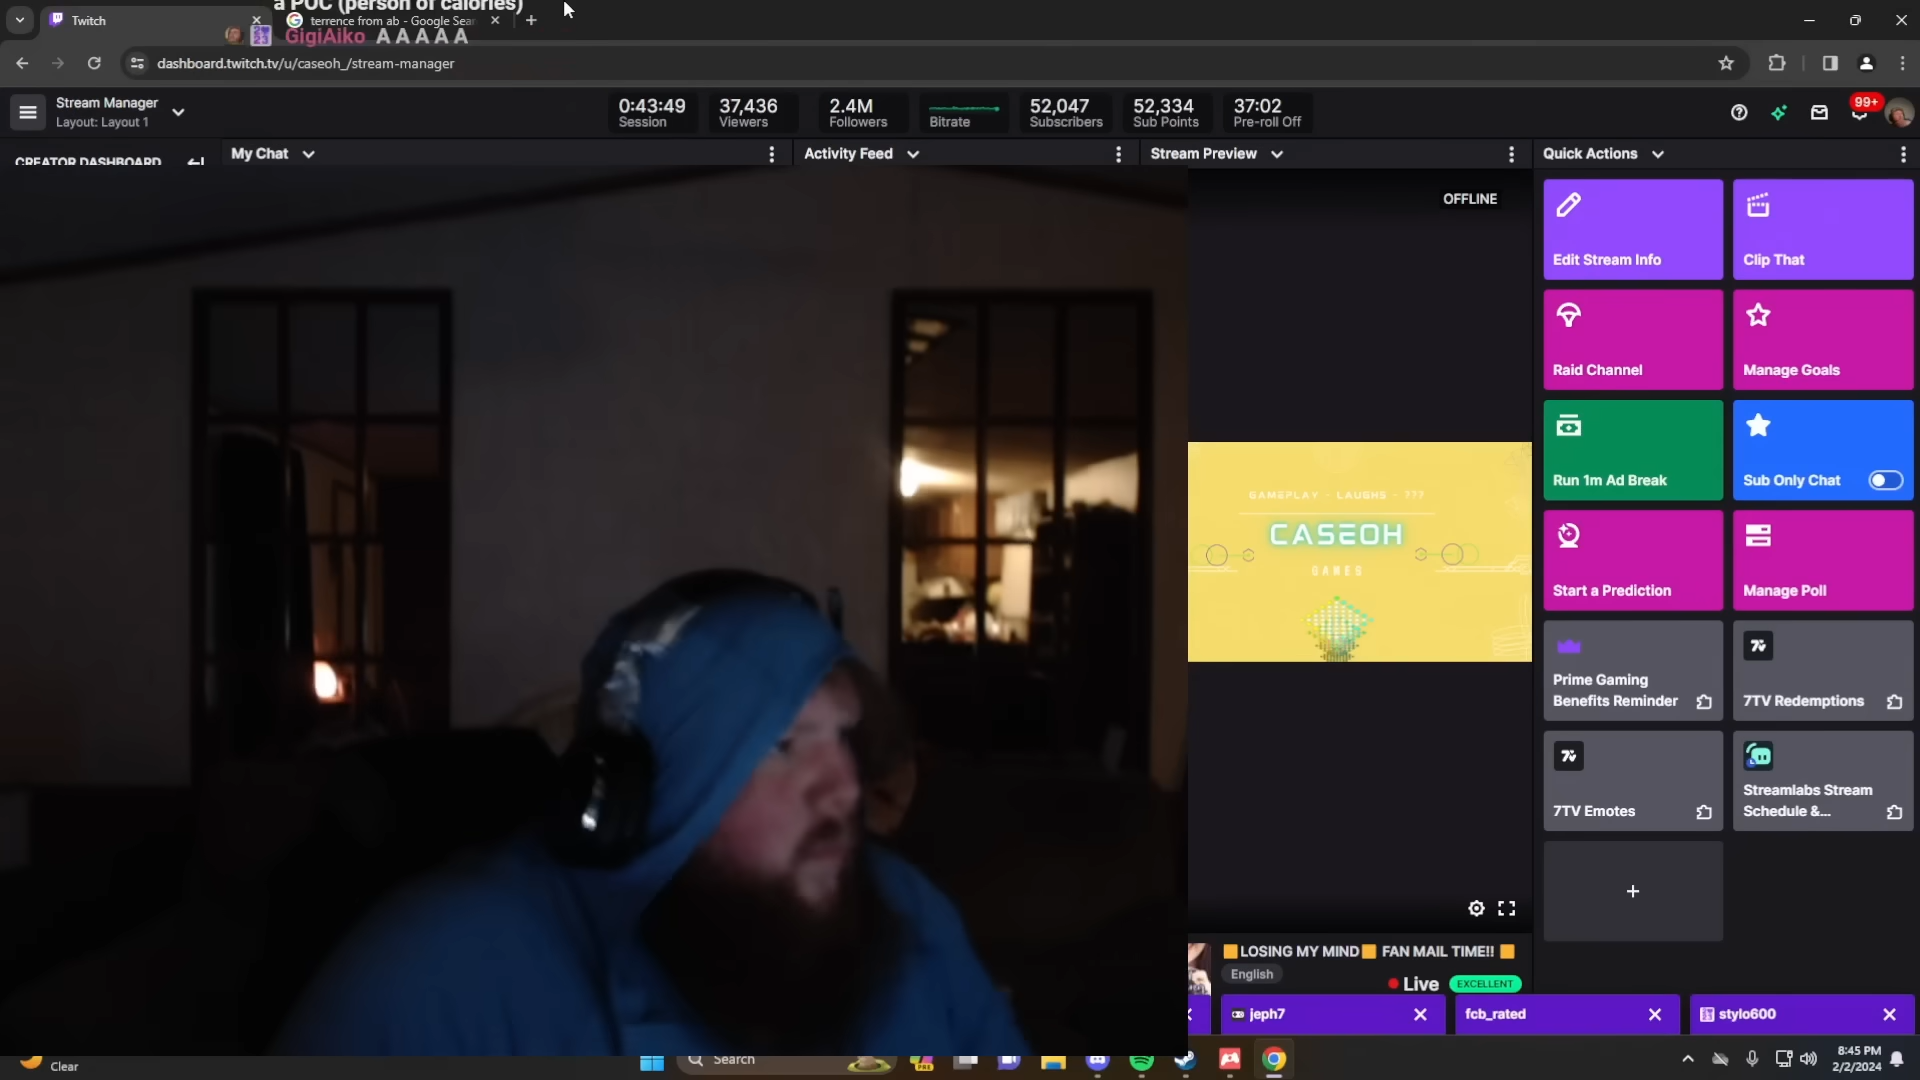 a POC (person of calories)
Twitch
terrence from ab - Google Sear
GigiAiko A A A A A
dashboard.twitch.tv/u/caseoh_/stream-manager
Stream Manager
Layout: Layout 1
0:43:49
Session
37,436
Viewers
2.4M
Followers
Bitrate
52,047
Subscribers
52,334
Sub Points
37:02
Pre-roll Off
99+
CREATOR DASHBOARD
My Chat
Activity Feed
Stream Preview
Quick Actions
OFFLINE
Edit Stream Info
Clip That
Raid Channel
Manage Goals
Run 1m Ad Break
Sub Only Chat
GAMEPLAY - LAUGHS - ???
CASEOH
GAMES
Start a Prediction
Manage Poll
Prime Gaming
Benefits Reminder
7TV Redemptions
7TV Emotes
Streamlabs Stream
Schedule &...
LOSING MY MIND FAN MAIL TIME!!
English
Live
EXCELLENT
jeph7
fcb_rated
stylo600
Clear
Search
PRE
8:45 PM
2/2/2024